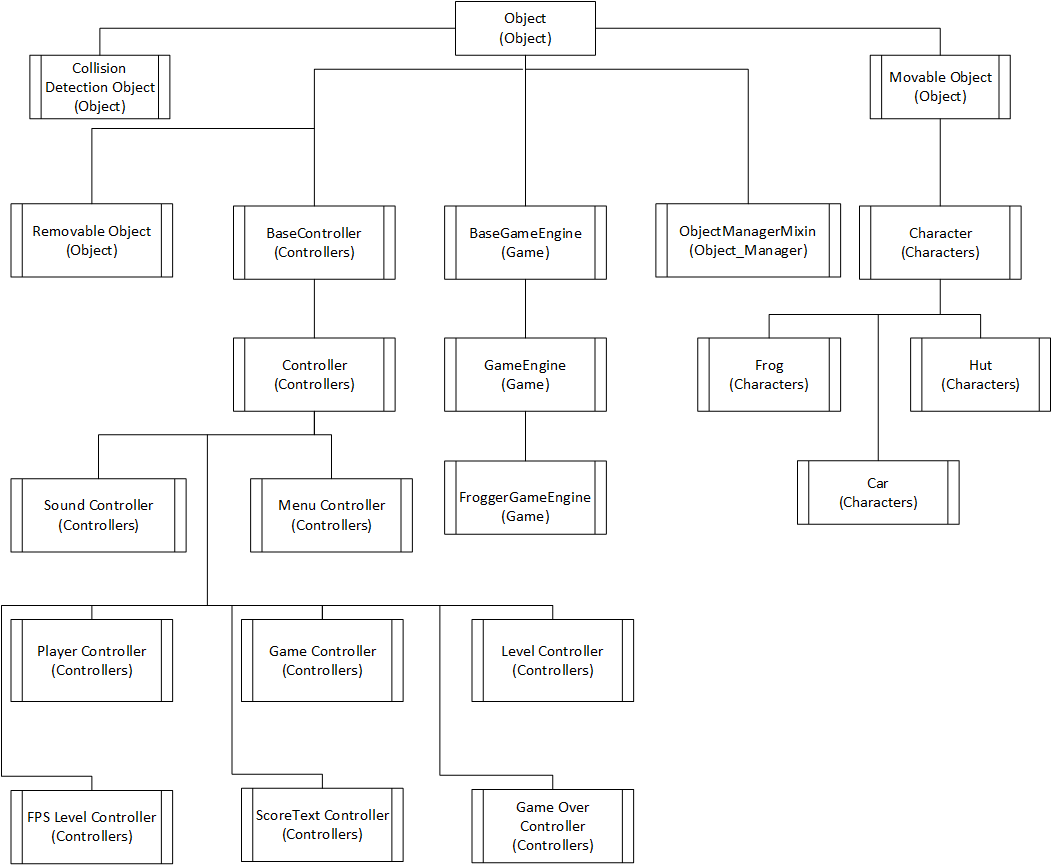 Object
(Object)
Collision
Detection Object
(Object)
Movable Object
(Object)
Removable Object
(Object)
BaseController
(Controllers)
BaseGameEngine
(Game)
ObjectManagerMixin
(Object_Manager)
Character
(Characters)
Controller
(Controllers)
GameEngine
(Game)
Frog
(Characters)
Hut
(Characters)
Sound Controller
(Controllers)
Menu Controller
(Controllers)
FroggerGameEngine
(Game)
Car
(Characters)
Player Controller
(Controllers)
Game Controller
(Controllers)
Level Controller
(Controllers)
FPS Level Controller
(Controllers)
ScoreText Controller
(Controllers)
Game Over
Controller
(Controllers)